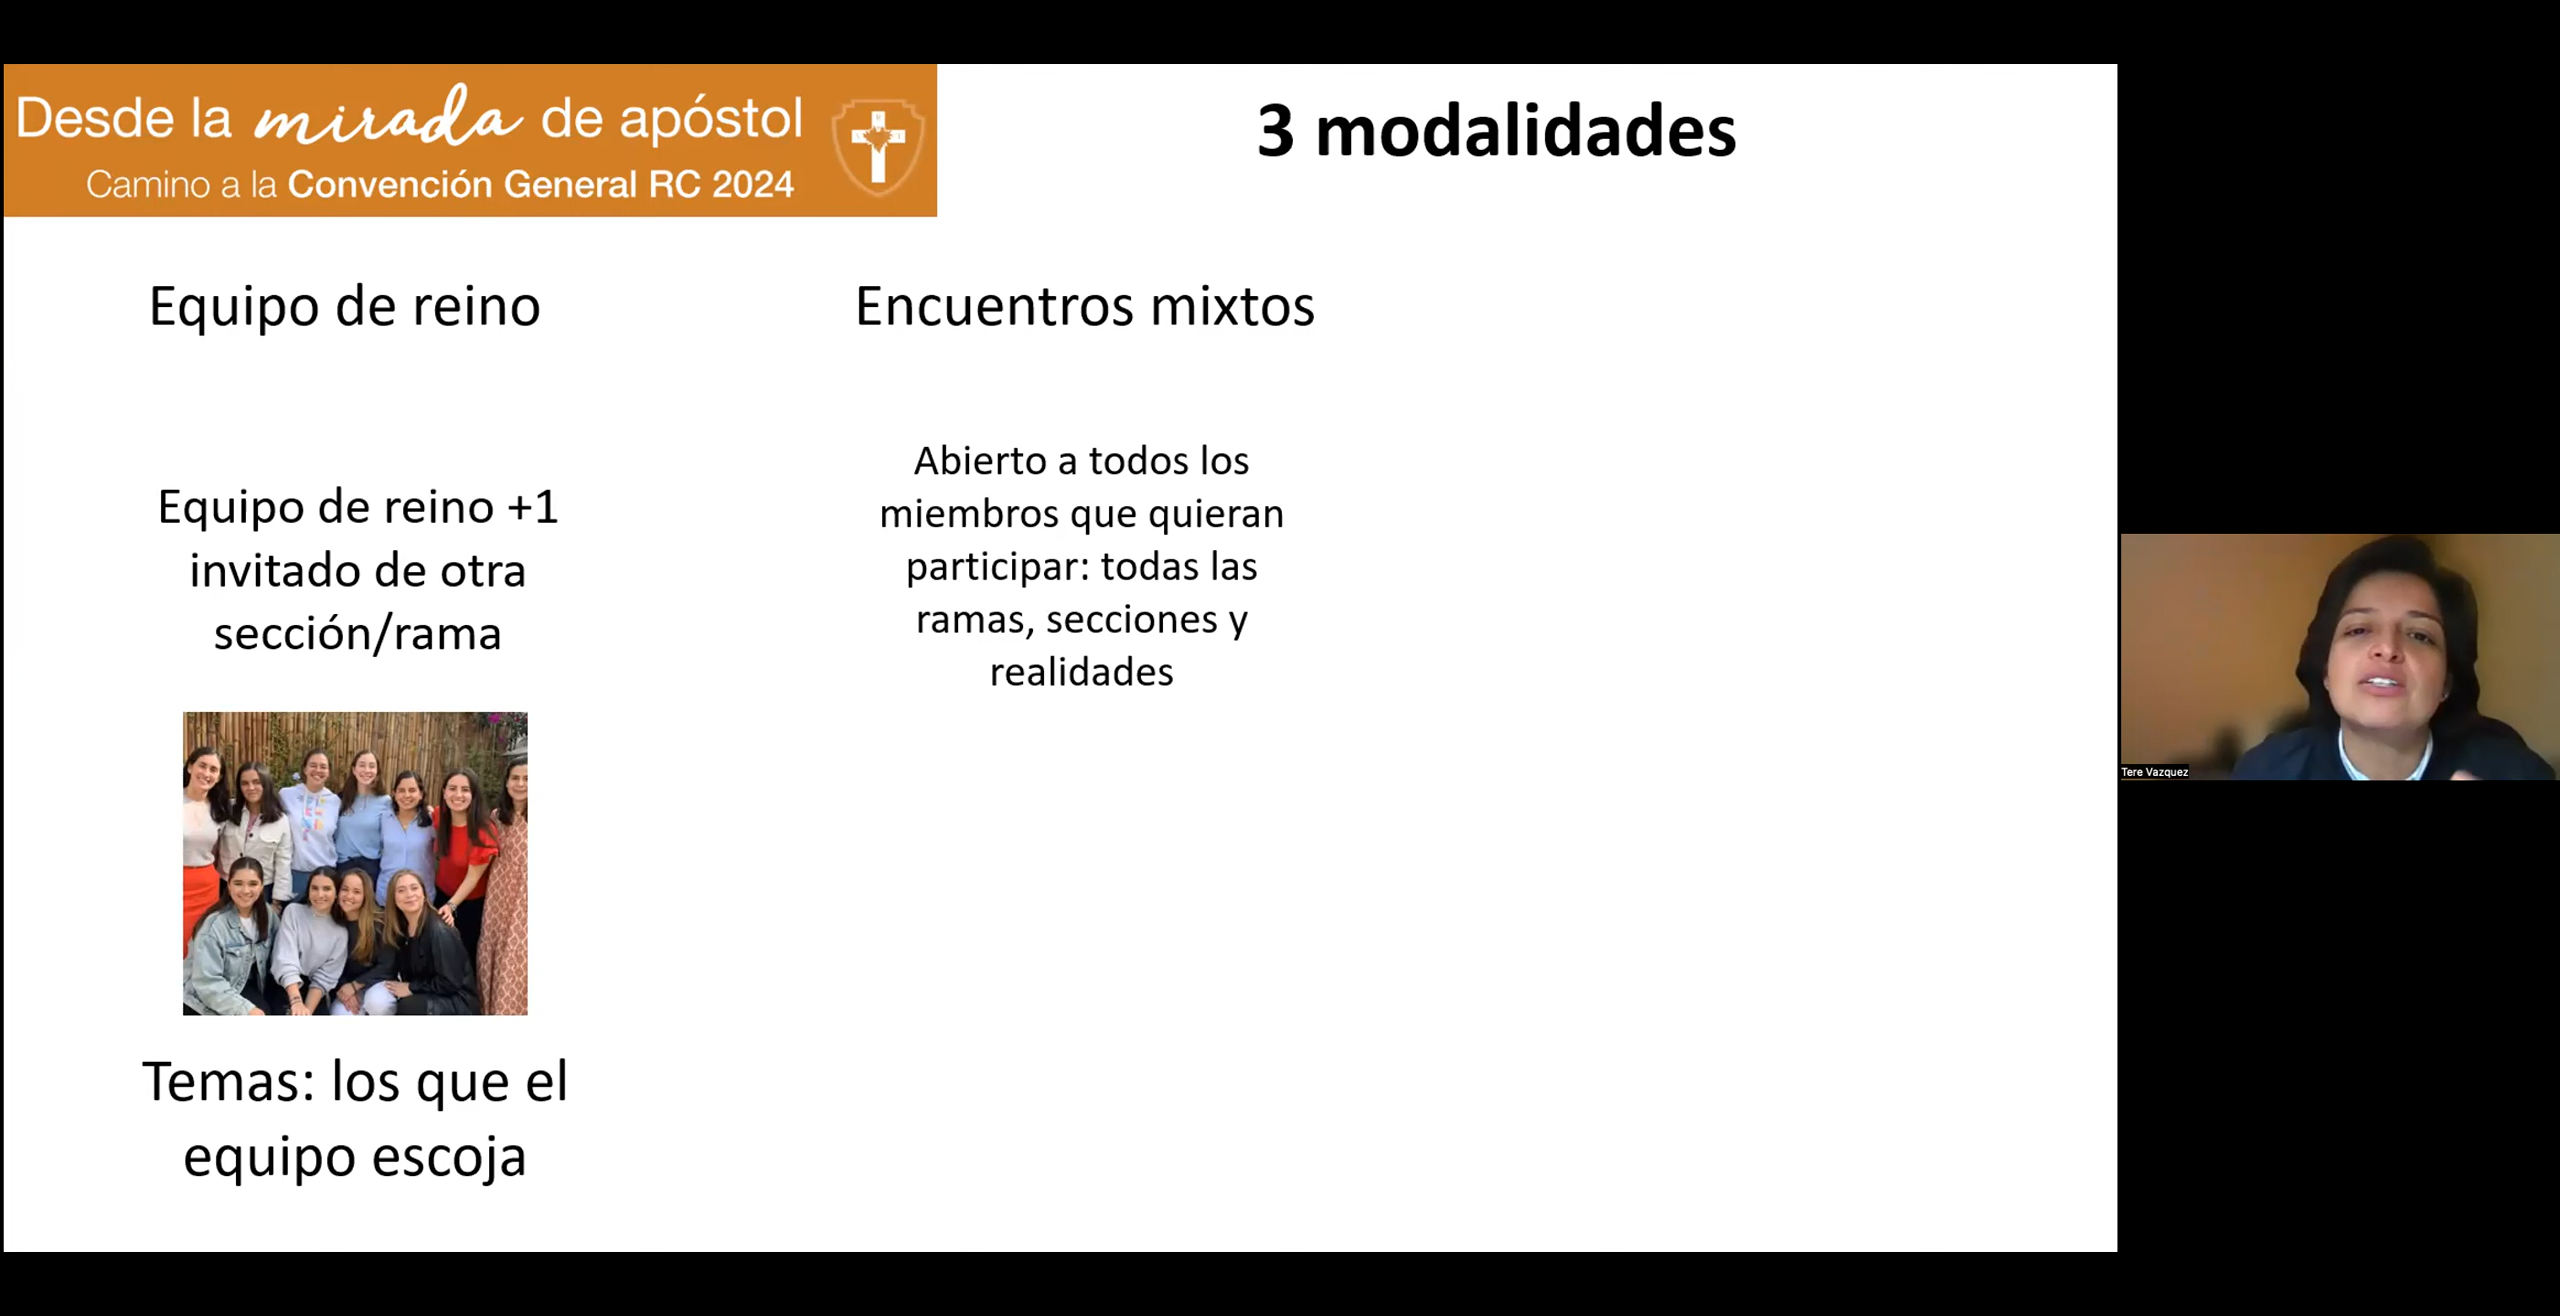 Desde la mirada de apóstol
Camino a la Convención General RC 2024
3 modalidades
Equipo de reino
Equipo de reino +1
invitado de otra
sección/rama
Temas: los que el
equipo escoja
Encuentros mixtos
Abierto a todos los
miembros que quieran
participar: todas las
ramas, secciones y
realidades
Tere Vazquez